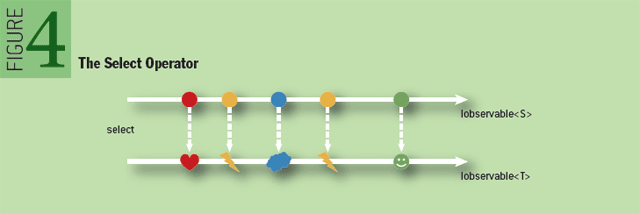 FIGURE 4
The Select Operator
Iobservable<S>
select
Iobservable<T>